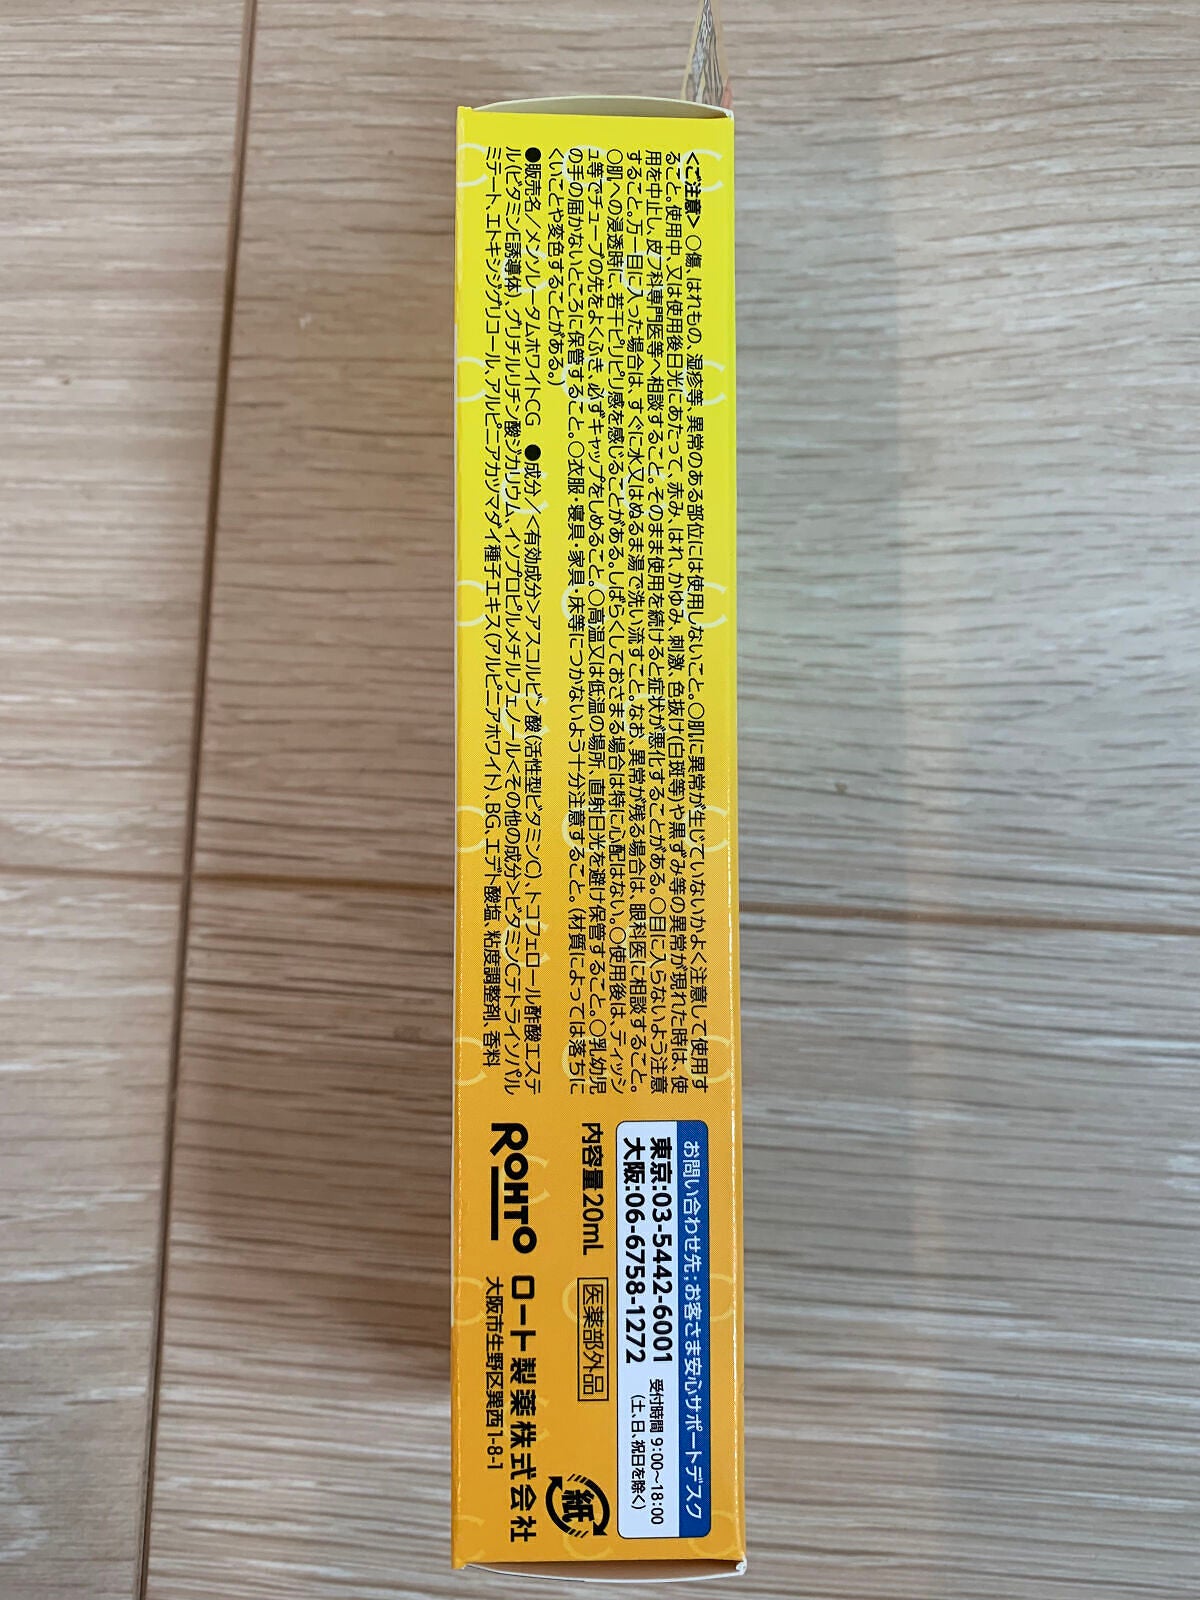 <ご注意> ○傷、はれもの、湿疹等、異常のある部位には使用しないこと。○肌に異常が生じていないかよく注意して使用す
ること。使用中、又は使用後日光にあたって、赤み、はれ、かゆみ、刺激、色抜け(白斑等)や黒ずみ等の異常が現れた時は、使
用を中止し、皮フ科専門医等へ相談すること。そのまま使用を続けると症状が悪化することがある。○目に入らないよう注意
すること。万一目に入った場合は、すぐに水又はぬるま湯で洗い流すこと。なお、異常が残る場合は、眼科医に相談すること。
○肌への浸透時に、若干ピリピリ感を感じることがある。しばらくしておさまる場合は特に心配はない。○使用後は、ティッシ
ュ等でチューブの先をよくふき、必ずキャップをしめること。○高温又は低温の場所、直射日光を避け保管すること。○乳幼児
の手の届かないところに保管すること。○衣服・寝具・家具・床等につかないよう十分注意すること。(材質によっては落ちに
くいことや変色することがある。)
●販売名/メンソレータムホワイトCG ●成分/<有効成分>アスコルビン酸(活性型ビタミンC)、トコフェロール酢酸エステ
ル(ビタミンE誘導体)、グリチルリチン酸ジカリウム、イソプロピルメチルフェノール<その他の成分>ビタミンCテトライソパル
ミテート、エトキシジグリコール、アルピニアカツマダイ種子エキス(アルピニアホワイト)、BG、エデト酸塩、粘度調整剤、香料
お問い合わせ先:お客さま安心サポートデスク
東京:03-5442-6001 受付時間 9:00~18:00
大阪:06-6758-1272 (土、日、祝日を除く)
内容量20mL 医薬部外品
紙
ROHTO ロート製薬株式会社
大阪市生野区巽西1-8-1